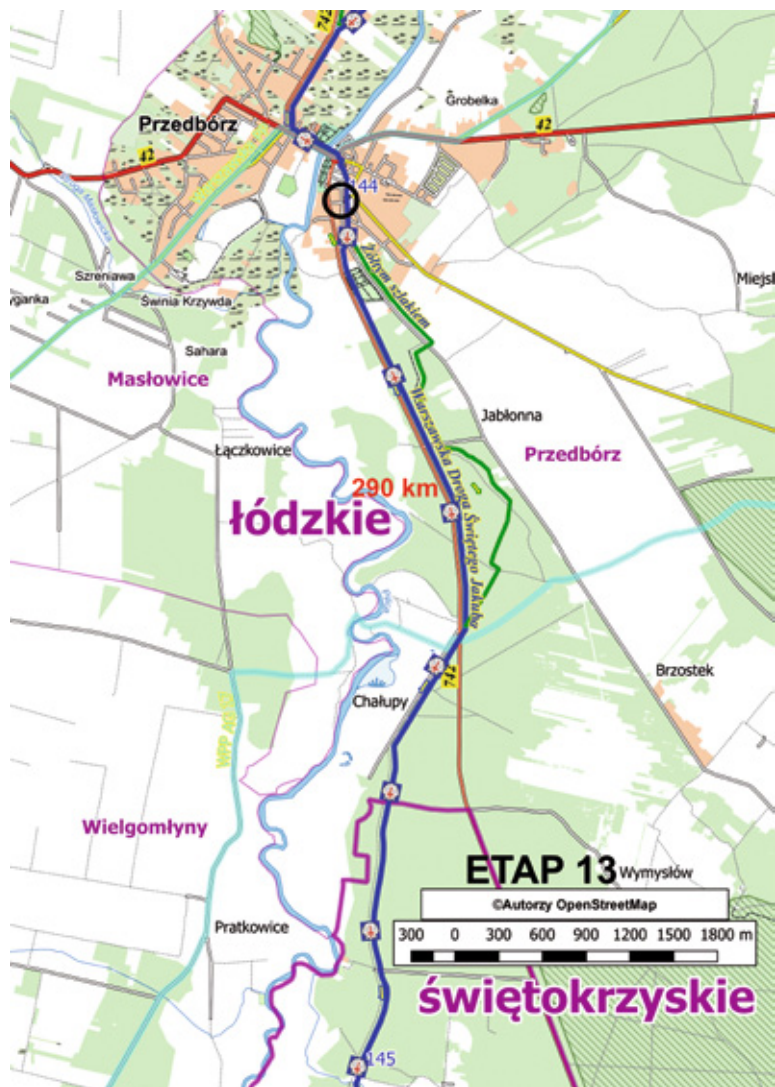 742
Grobelka
Przedbórz
42
42
144
Szreniawa
Świnia Krzywda
Sahara
Żółtym szlakiem
Miejsk
Masłowice
Jabłonna
Warszawska Droga Świętego Jakuba
Łączkowice
Przedbórz
290 km
łódzkie
Pilica
742
Brzostek
Chałupy
Wielgomłyny
ETAP 13
Wymysłów
©Autorzy OpenStreetMap
300 0 300 600 900 1200 1500 1800 m
Pratkowice
świętokrzyskie
145